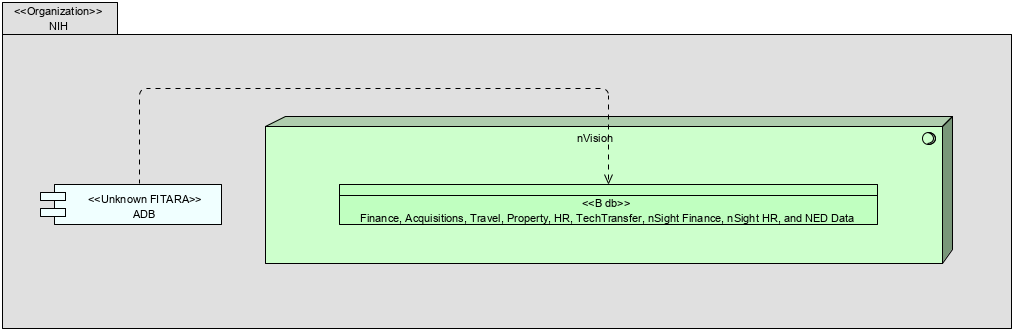 <<Organization>>
NIH
nVision
<<Unknown FITARA>>
ADB
<<B db>>
Finance, Acquisitions, Travel, Property, HR, TechTransfer, nSight Finance, nSight HR, and NED Data